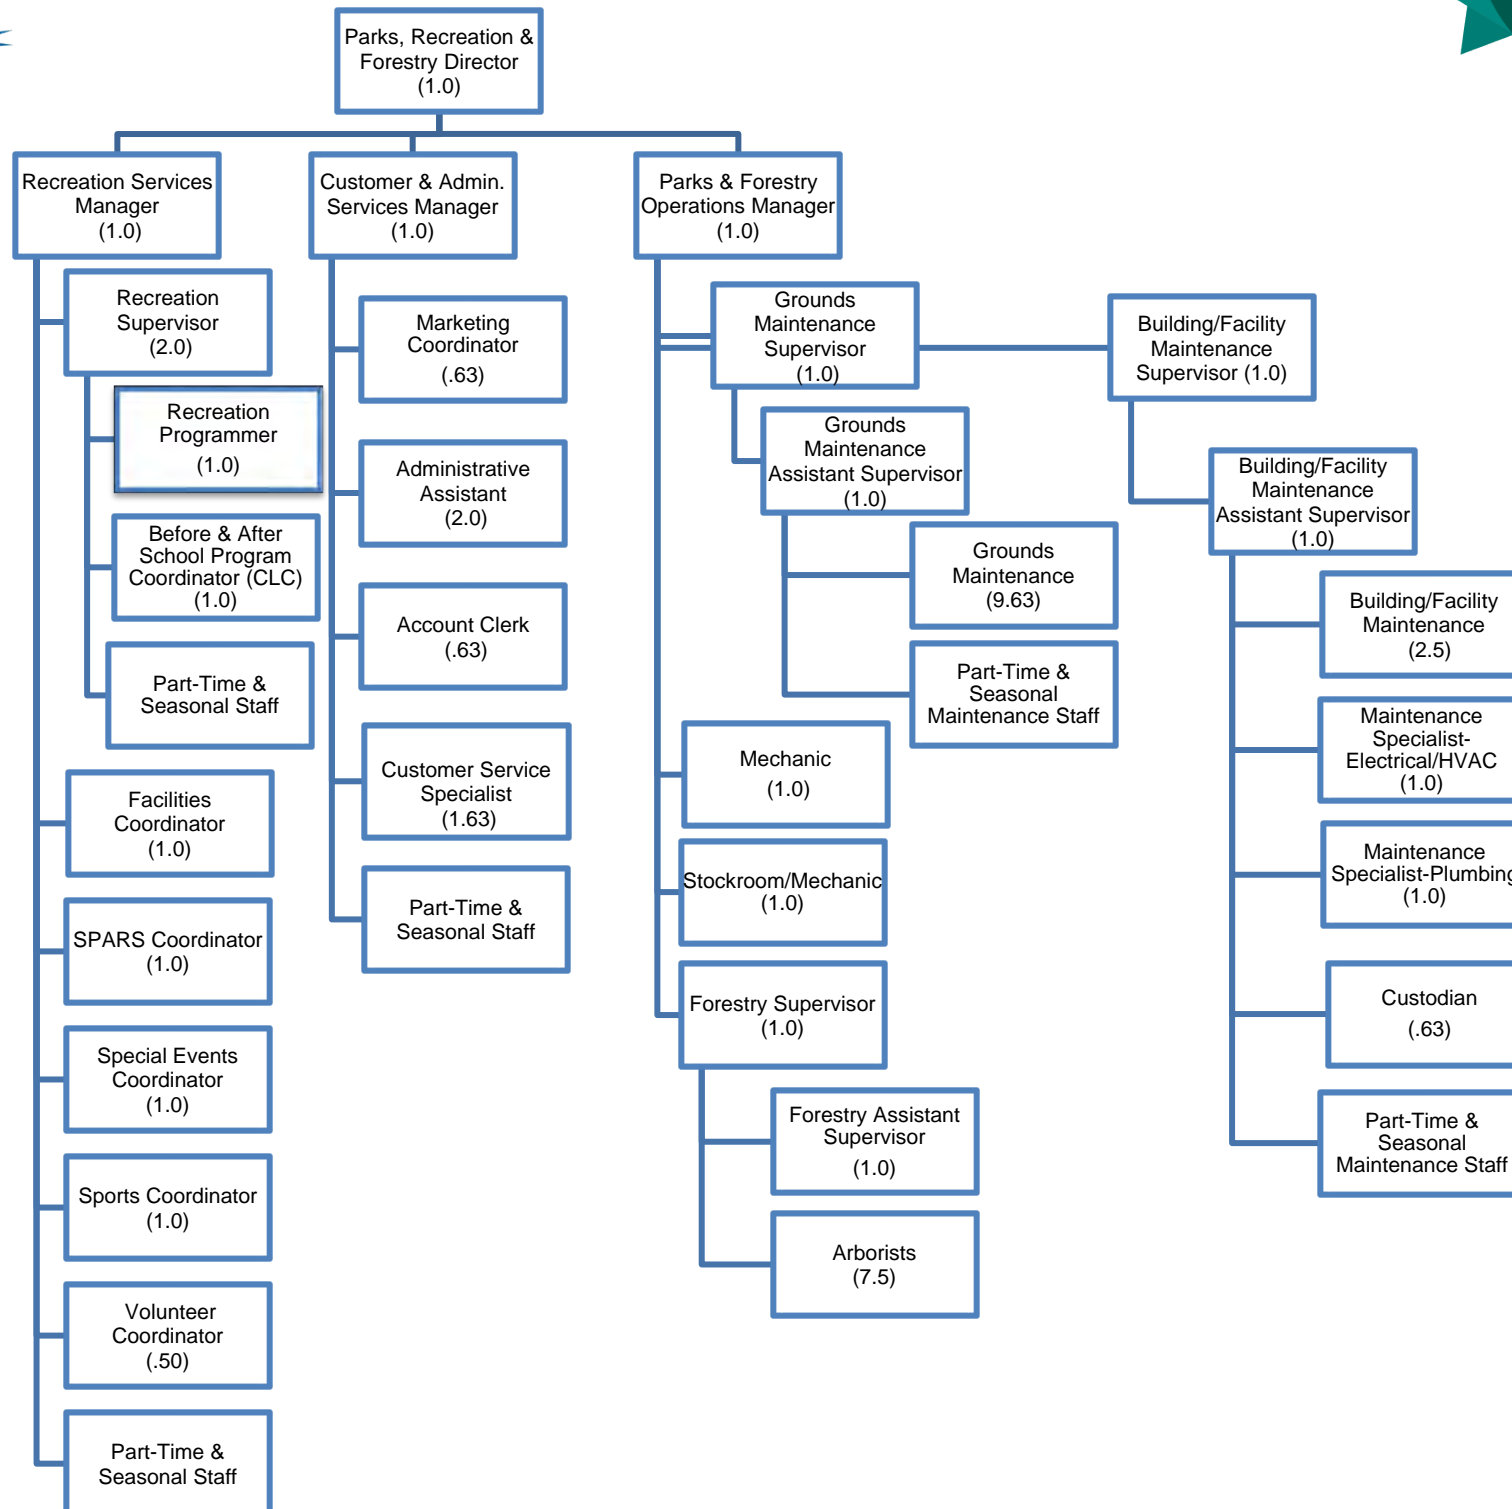 Parks, Recreation &
Forestry Director
(1.0)
Recreation Services
Manager
(1.0)
Customer & Admin.
Services Manager
(1.0)
Parks & Forestry
Operations Manager
(1.0)
Recreation
Supervisor
(2.0)
Recreation
Programmer
(1.0)
Before & After
School Program
Coordinator (CLC)
(1.0)
Part-Time &
Seasonal Staff
Facilities
Coordinator
(1.0)
SPARS Coordinator
(1.0)
Special Events
Coordinator
(1.0)
Sports Coordinator
(1.0)
Volunteer
Coordinator
(.50)
Part-Time &
Seasonal Staff
Marketing
Coordinator
(.63)
Administrative
Assistant
(2.0)
Account Clerk
(.63)
Customer Service
Specialist
(1.63)
Part-Time &
Seasonal Staff
Grounds
Maintenance
Supervisor
(1.0)
Grounds
Maintenance
Assistant Supervisor
(1.0)
Grounds
Maintenance
(9.63)
Part-Time &
Seasonal
Maintenance Staff
Mechanic
(1.0)
Stockroom/Mechanic
(1.0)
Forestry Supervisor
(1.0)
Forestry Assistant
Supervisor
(1.0)
Arborists
(7.5)
Building/Facility
Maintenance
Supervisor (1.0)
Building/Facility
Maintenance
Assistant Supervisor
(1.0)
Building/Facility
Maintenance
(2.5)
Maintenance
Specialist-
Electrical/HVAC
(1.0)
Maintenance
Specialist-Plumbing
(1.0)
Custodian
(.63)
Part-Time &
Seasonal
Maintenance Staff